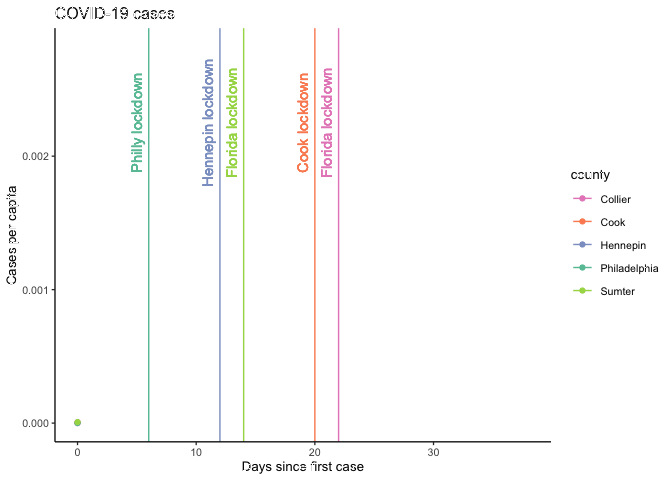 COVID-19 cases
Philly lockdown
Hennepin lockdown
Florida lockdown
Cook lockdown
Florida lockdown
Cases per capita
0.002
0.001
0.000
0
10
20
30
Days since first case
county
Collier
Cook
Hennepin
Philadelphia
Sumter